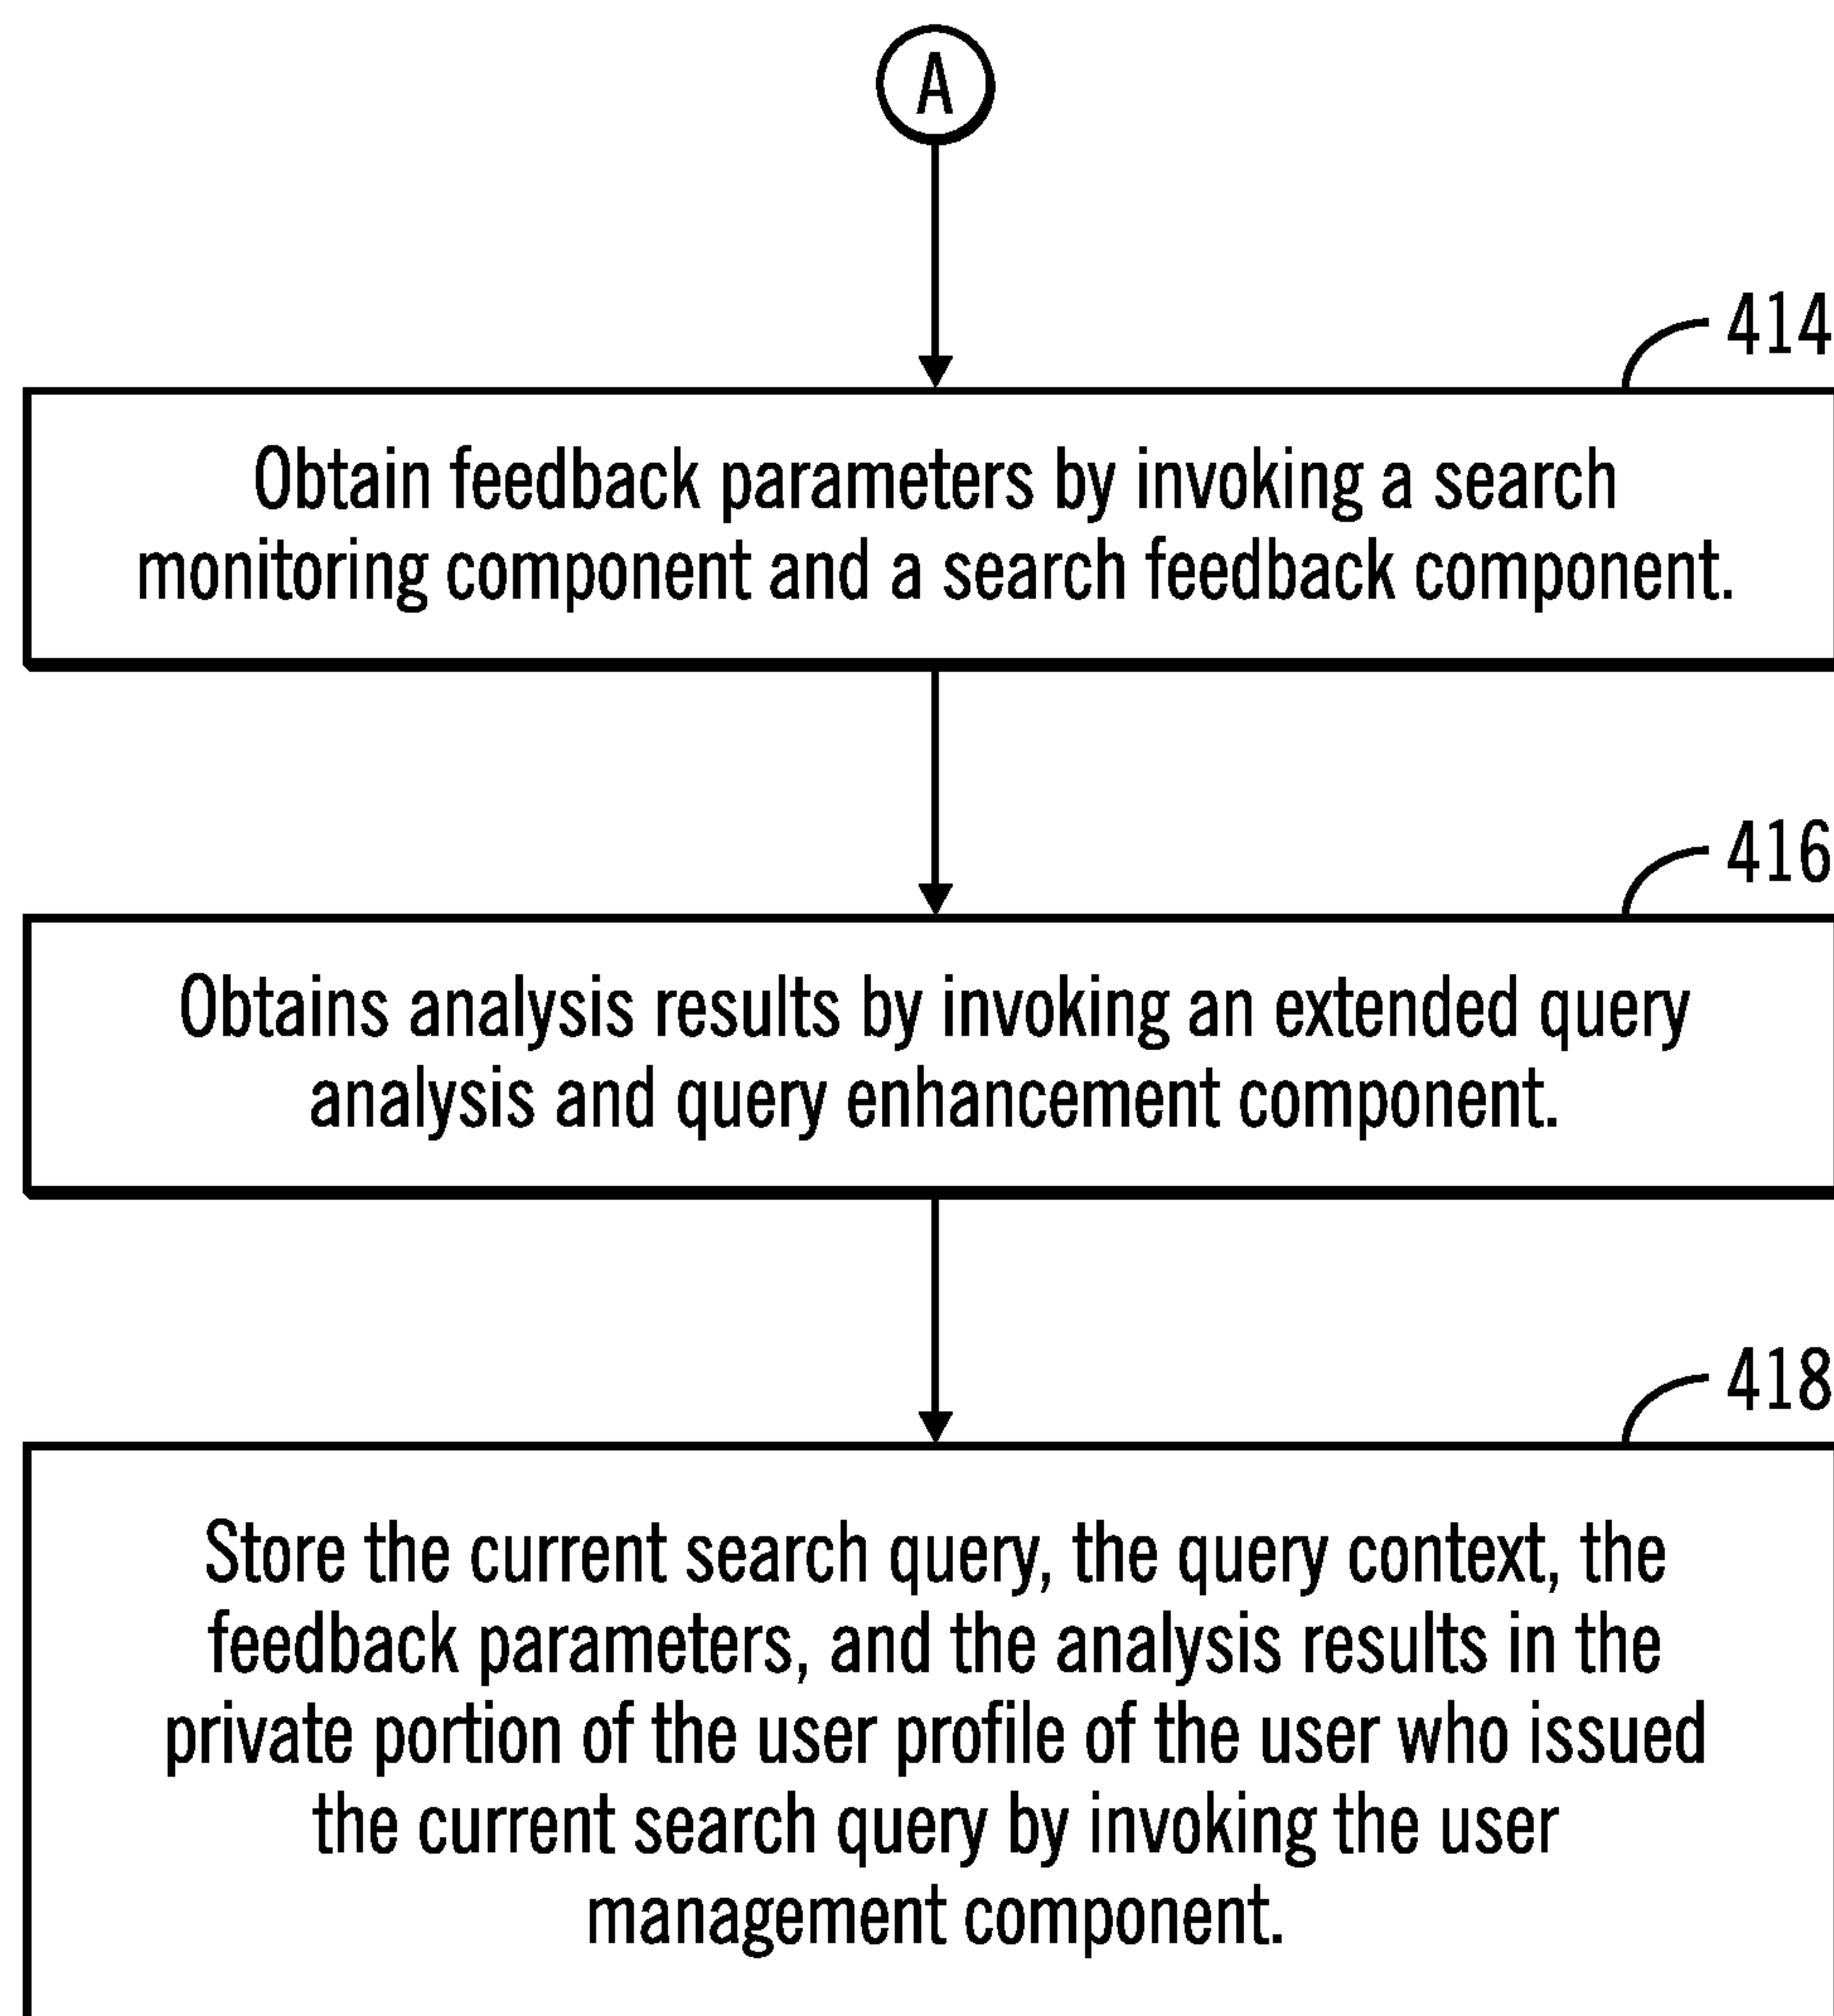 A
414
Obtain feedback parameters by invoking a search
monitoring component and a search feedback component.
416
Obtains analysis results by invoking an extended query
analysis and query enhancement component.
418
Store the current search query, the query context, the
feedback parameters, and the analysis results in the
private portion of the user profile of the user who issued
the current search query by invoking the user
management component.